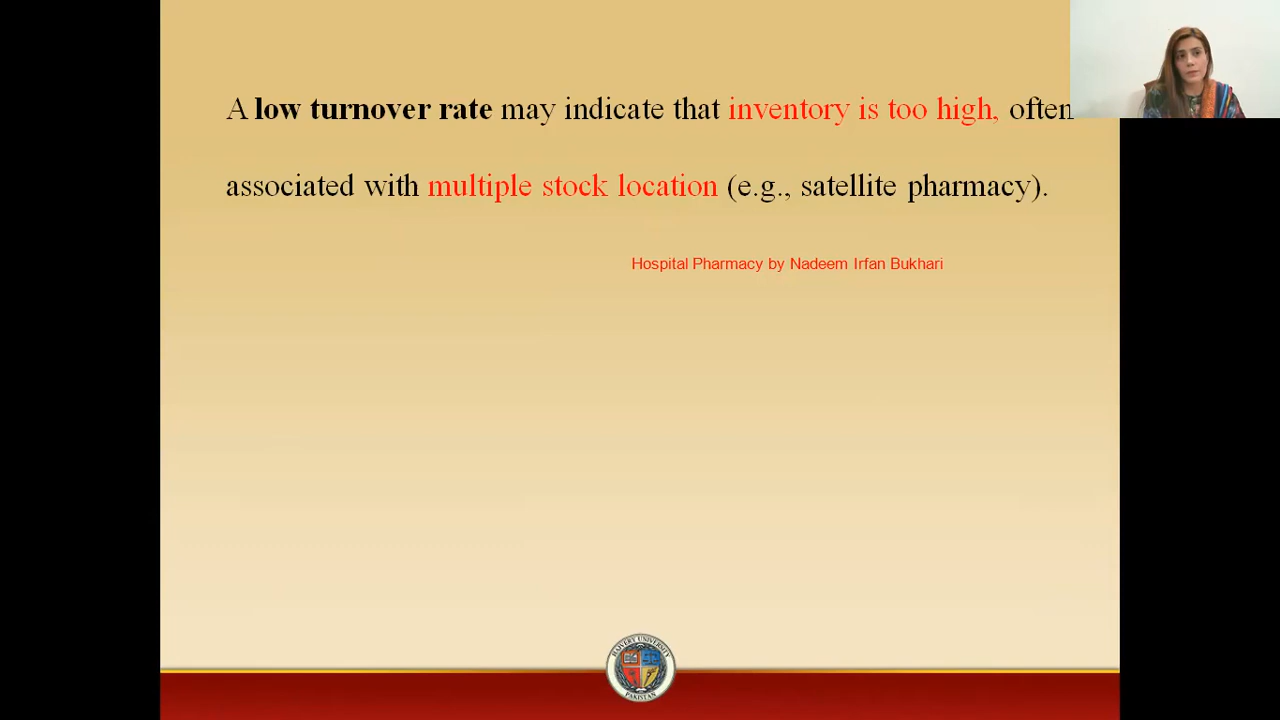 A low turnover rate may indicate that inventory is too high, often
associated with multiple stock location (e.g., satellite pharmacy).
Hospital Pharmacy by Nadeem Irfan Bukhari
PAKISTAN